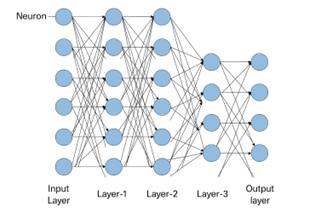 Neuron
Input
Layer
Layer-1
Layer-2
Layer-3
Output
layer